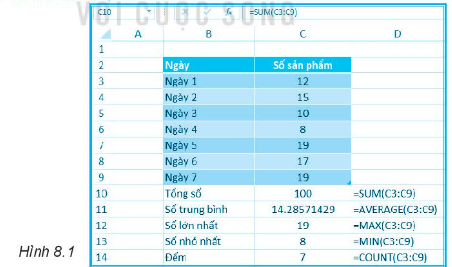 VỚI CUỘC SỐNG
C10 fx =SUM(C3:C9)
A B C D
1
2 Ngày Số sản phẩm
3 Ngày 1 12
4 Ngày 2 15
5 Ngày 3 10
6 Ngày 4 8
7 Ngày 5 19
8 Ngày 6 17
9 Ngày 7 19
10 Tổng số 100 =SUM(C3:C9)
11 Số trung bình 14.28571429 =AVERAGE(C3:C9)
12 Số lớn nhất 19 =MAX(C3:C9)
13 Số nhỏ nhất 8 =MIN(C3:C9)
14 Đếm 7 =COUNT(C3:C9)
Hình 8.1